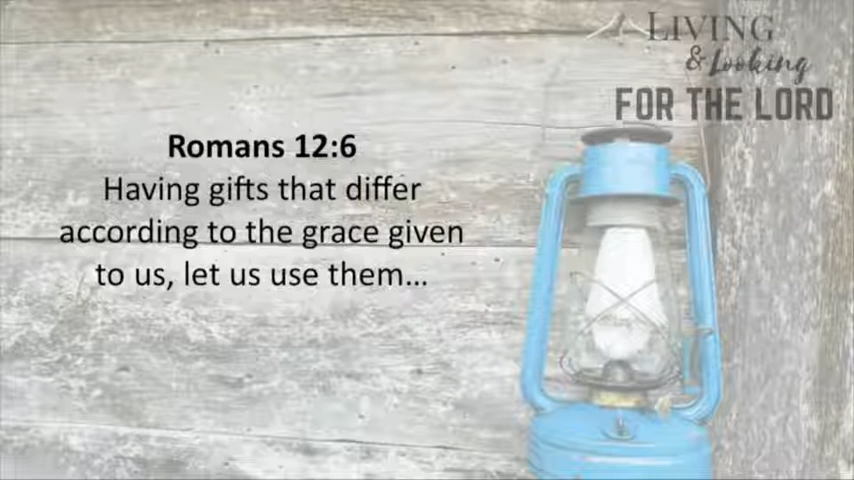 LIVING
& Looking
FOR THE LORD
Romans 12:6
Having gifts that differ
according to the grace given
to us, let us use them...